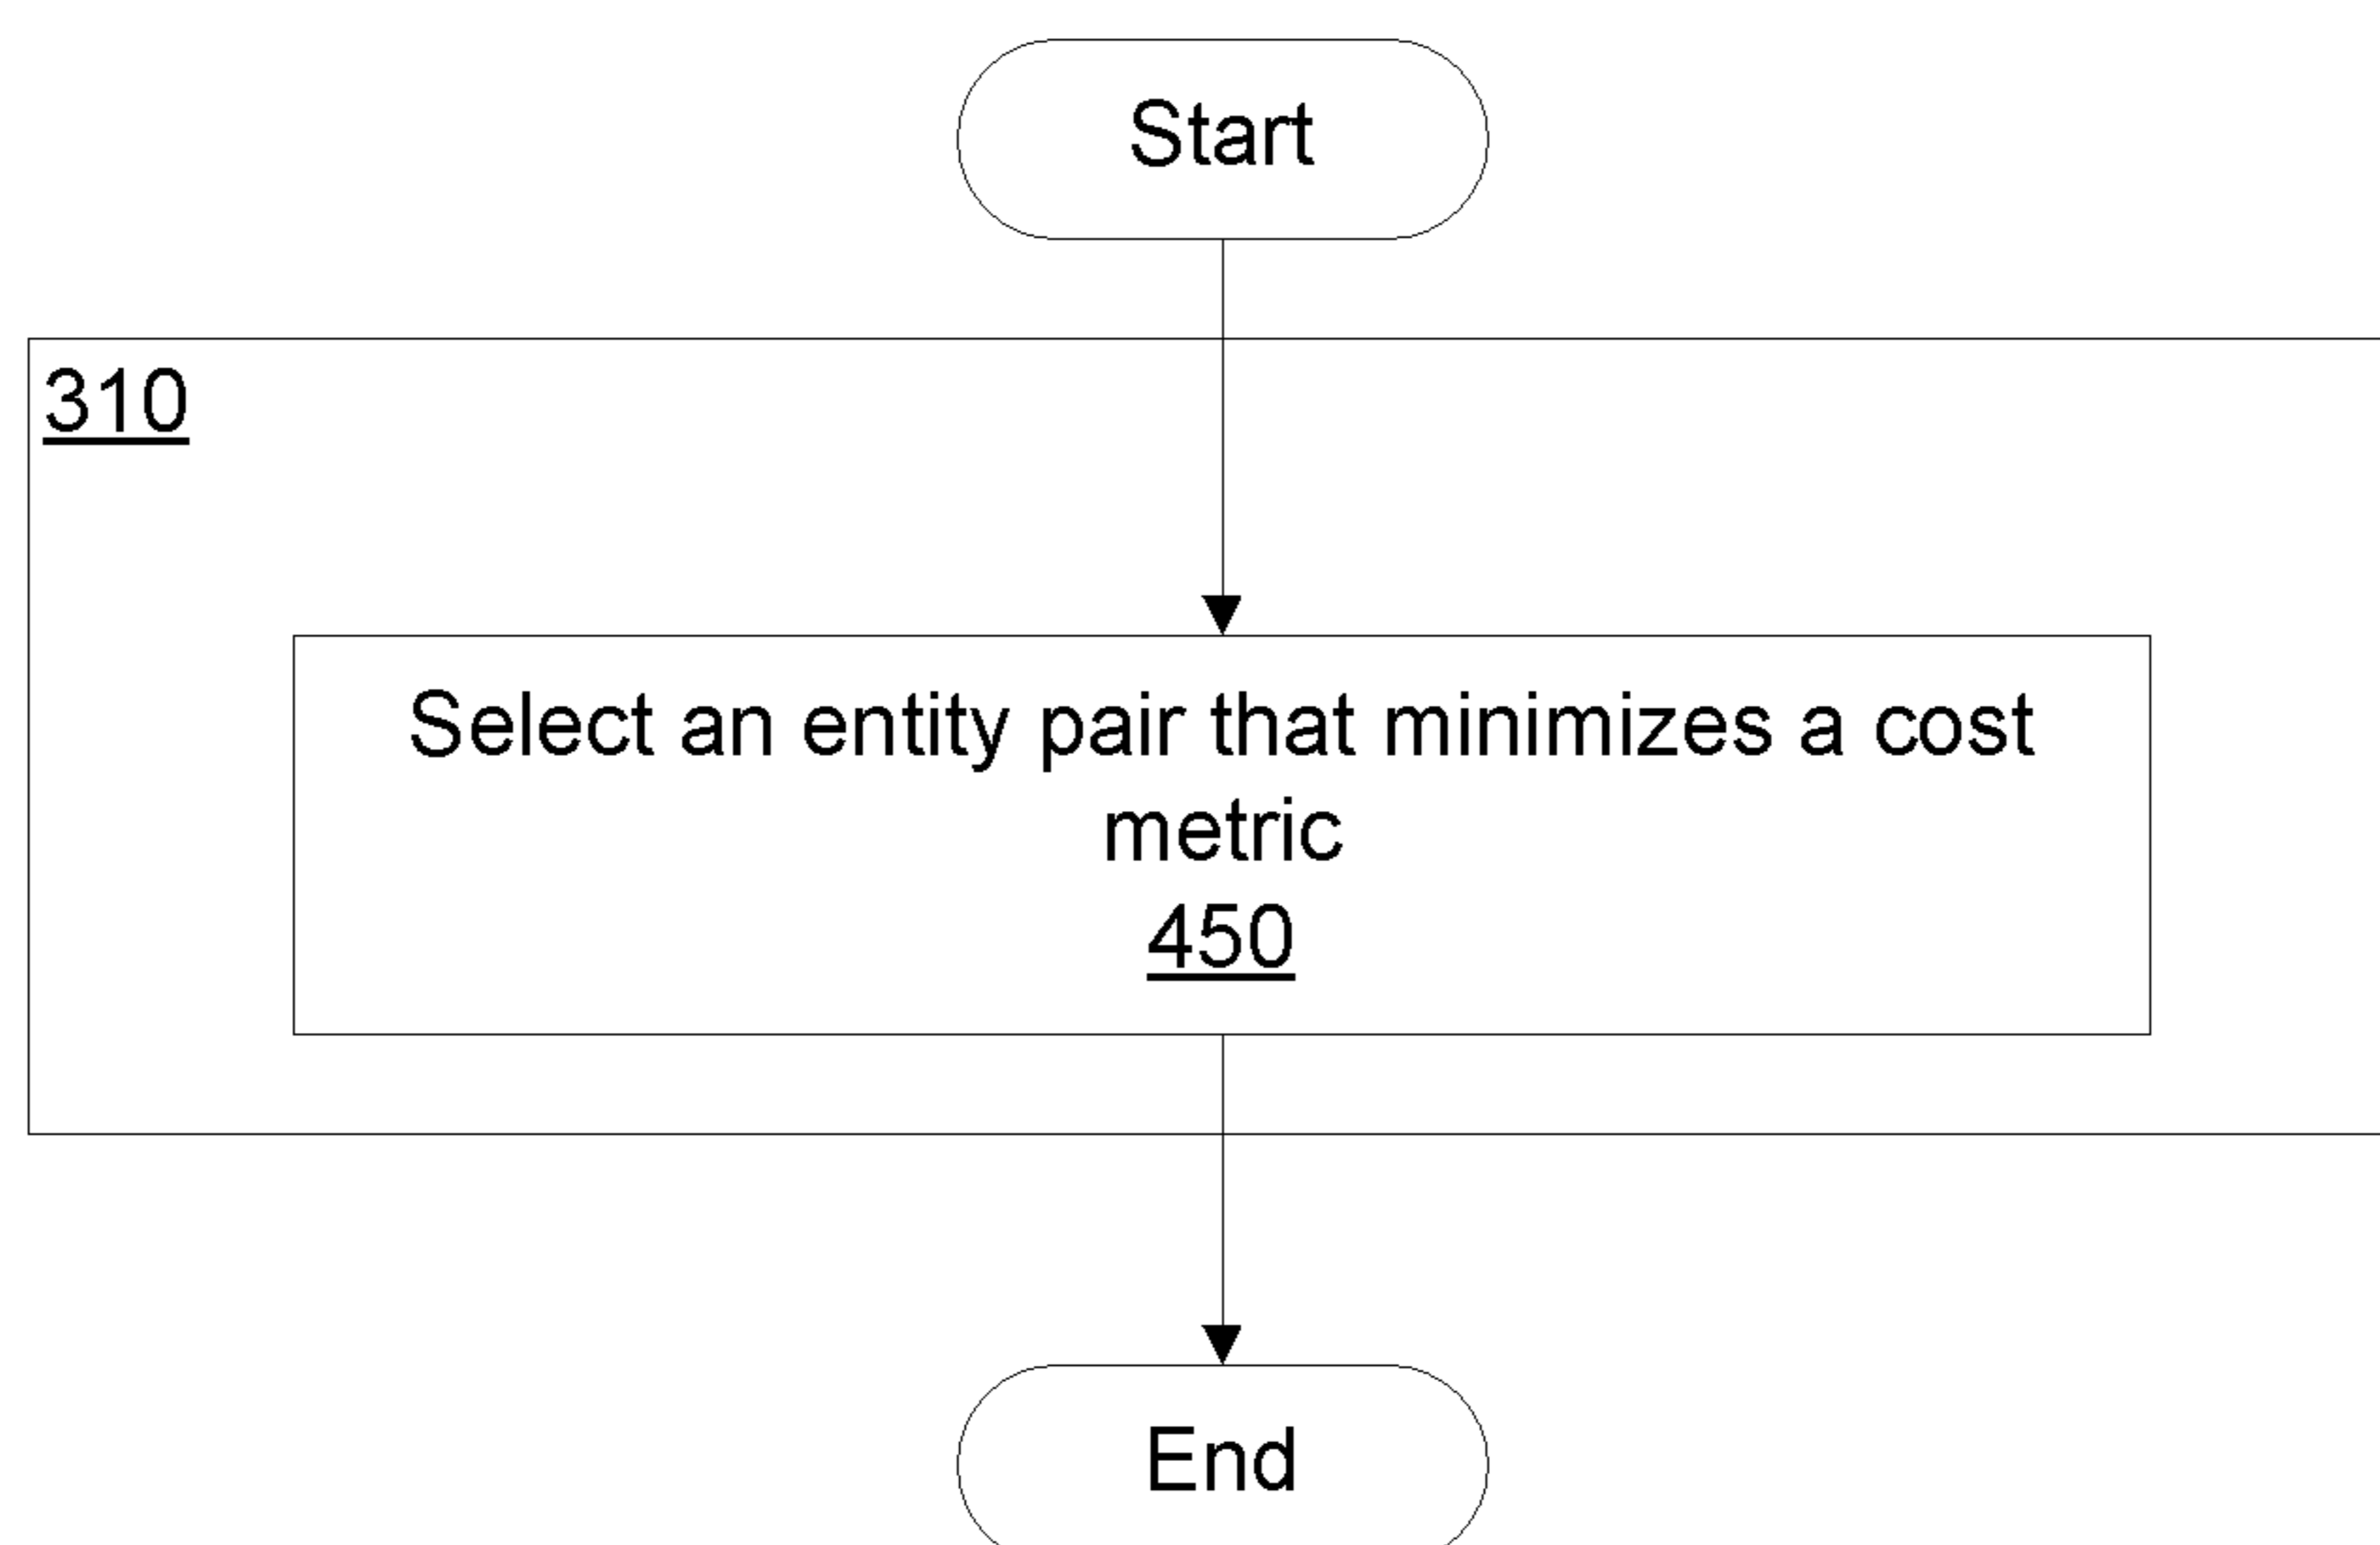 Start
310
Select an entity pair that minimizes a cost
metric
450
End